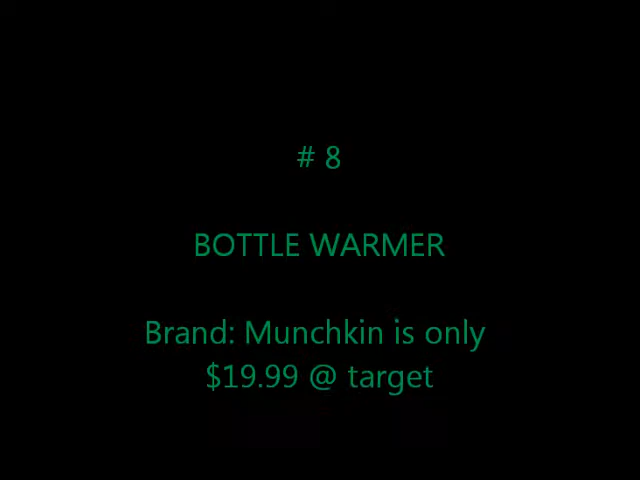 # 8
BOTTLE WARMER
Brand: Munchkin is only
$19.99 @ target